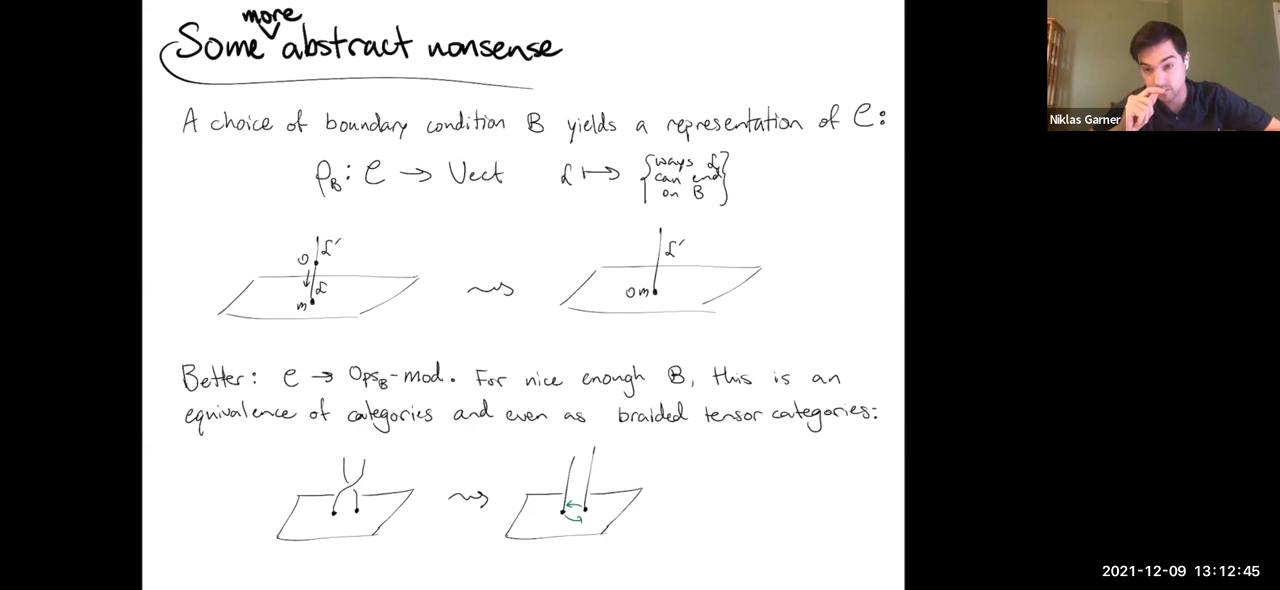 Some more abstract nonsense
A choice of boundary condition B yields a representation of C:
ρ_B : C → Vect   L ↦ {ways L can end on B}
O L' L m ⇝ L' Om
Better: C → Ops_B-mod. For nice enough B, this is an
equivalence of categories and even as braided tensor categories:
⇝
Niklas Garner
2021-12-09 13:12:45